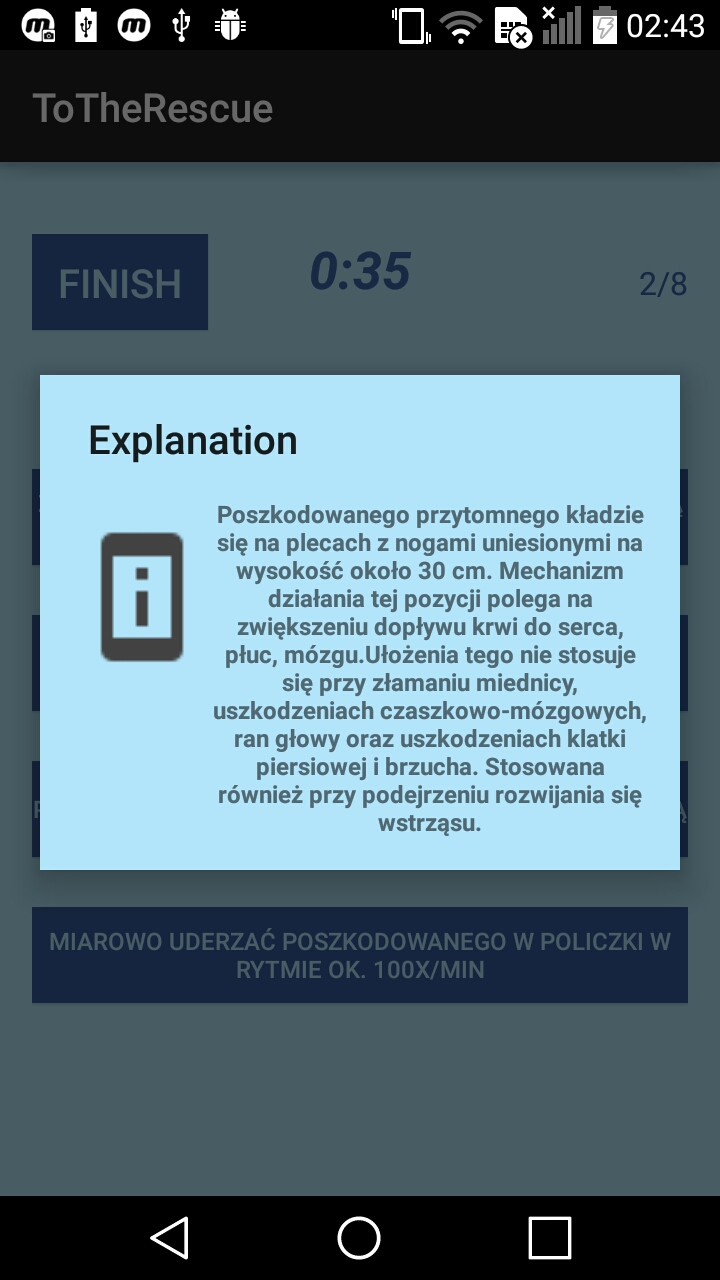 02:43
ToTheRescue
FINISH
0:35
2/8
Explanation
Poszkodowanego przytomnego kładzie
się na plecach z nogami uniesionymi na
wysokość około 30 cm. Mechanizm
działania tej pozycji polega na
zwiększeniu dopływu krwi do serca,
płuc, mózgu.Ułożenia tego nie stosuje
się przy złamaniu miednicy,
uszkodzeniach czaszkowo-mózgowych,
ran głowy oraz uszkodzeniach klatki
piersiowej i brzucha. Stosowana
również przy podejrzeniu rozwijania się
wstrząsu.
MIAROWO UDERZAĆ POSZKODOWANEGO W POLICZKI W
RYTMIE OK. 100X/MIN